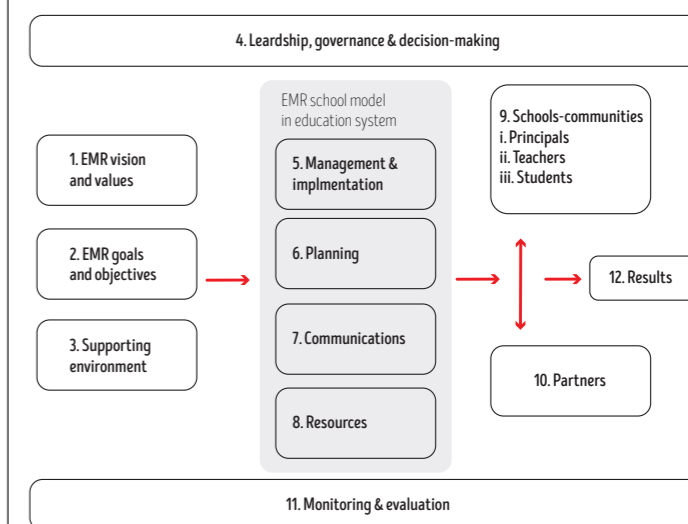 4. Leardship, governance & decision-making
1. EMR vision
and values
2. EMR goals
and objectives
3. Supporting
environment
EMR school model
in education system
5. Management &
implmentation
6. Planning
7. Communications
8. Resources
9. Schools-communities
i. Principals
ii. Teachers
iii. Students
10. Partners
12. Results
11. Monitoring & evaluation